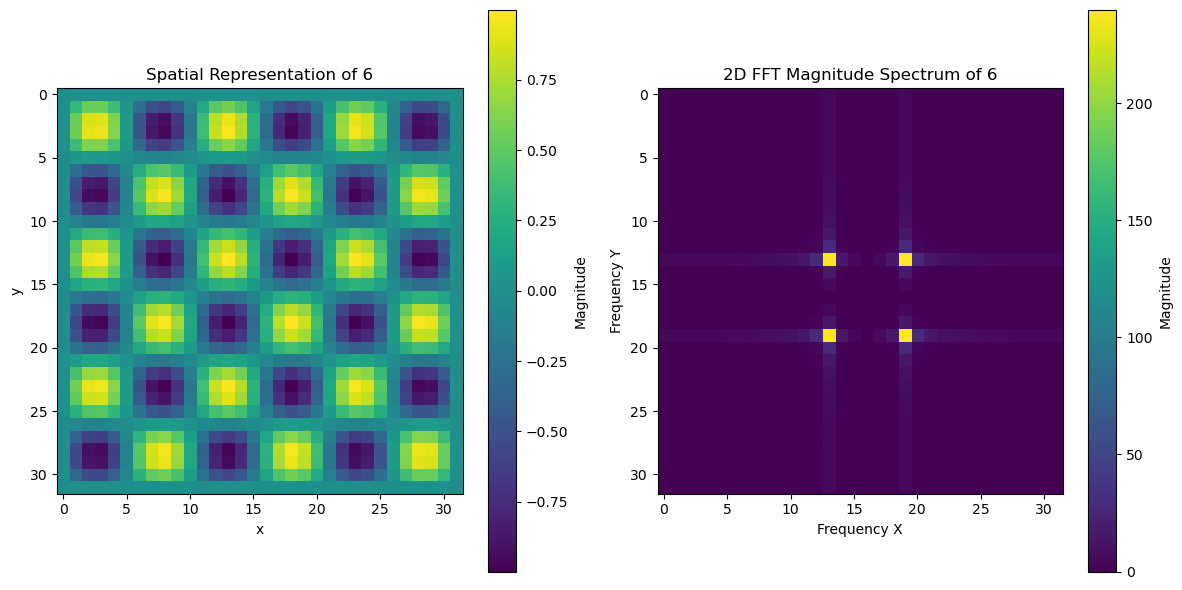 Spatial Representation of 6
0
5
10
15
20
25
30
y
0 5 10 15 20 25 30
x
0.75
0.50
0.25
0.00
−0.25
−0.50
−0.75
Magnitude
2D FFT Magnitude Spectrum of 6
0
5
10
15
20
25
30
Frequency Y
0 5 10 15 20 25 30
Frequency X
200
150
100
50
0
Magnitude